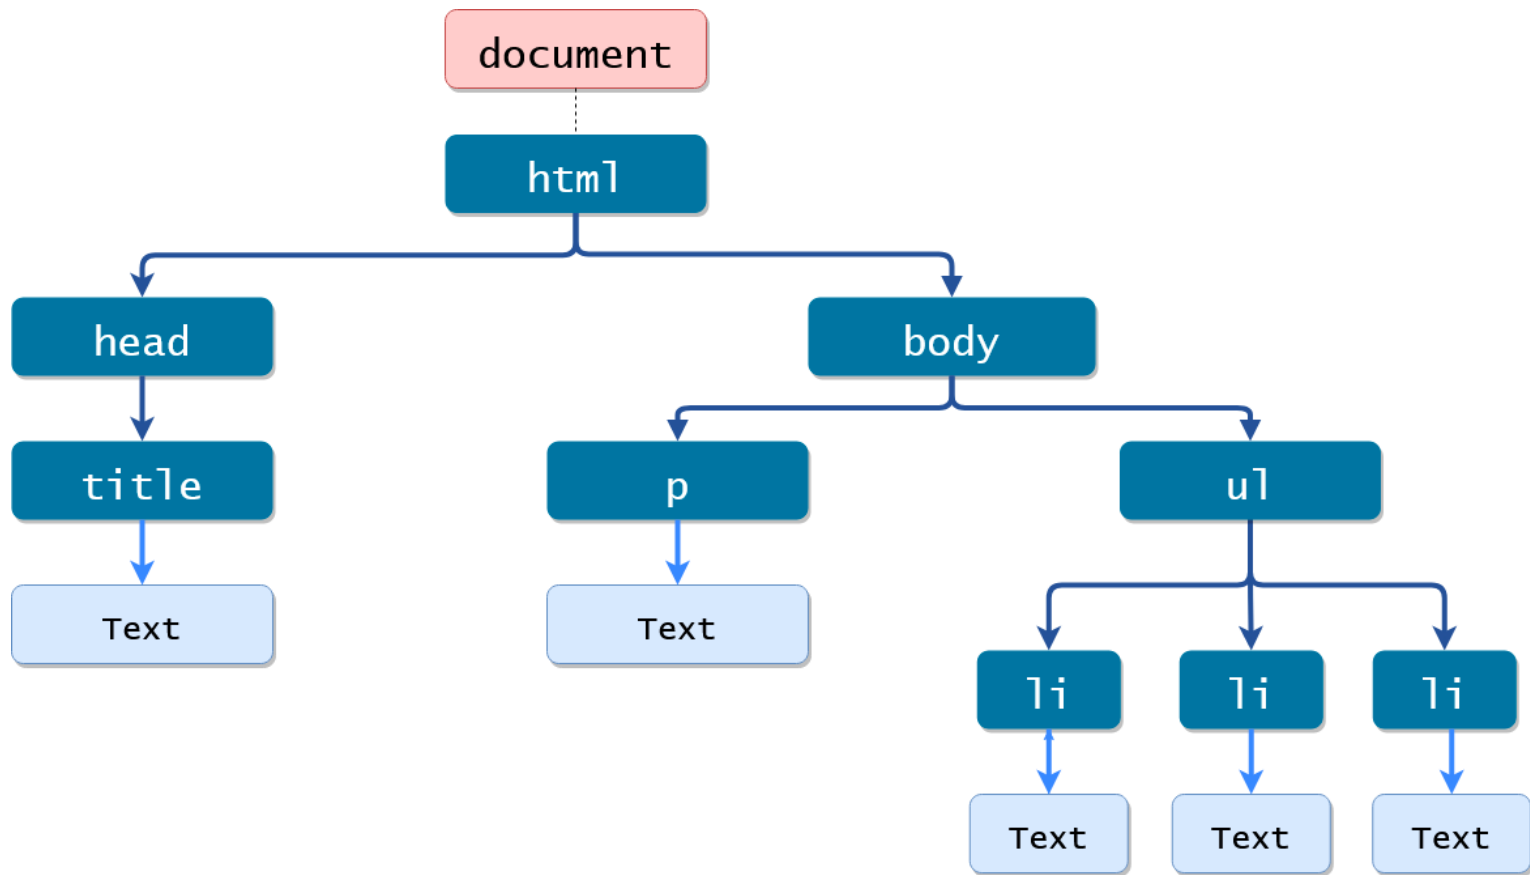 document
html
head
body
title
p
ul
Text
Text
li
li
li
Text
Text
Text